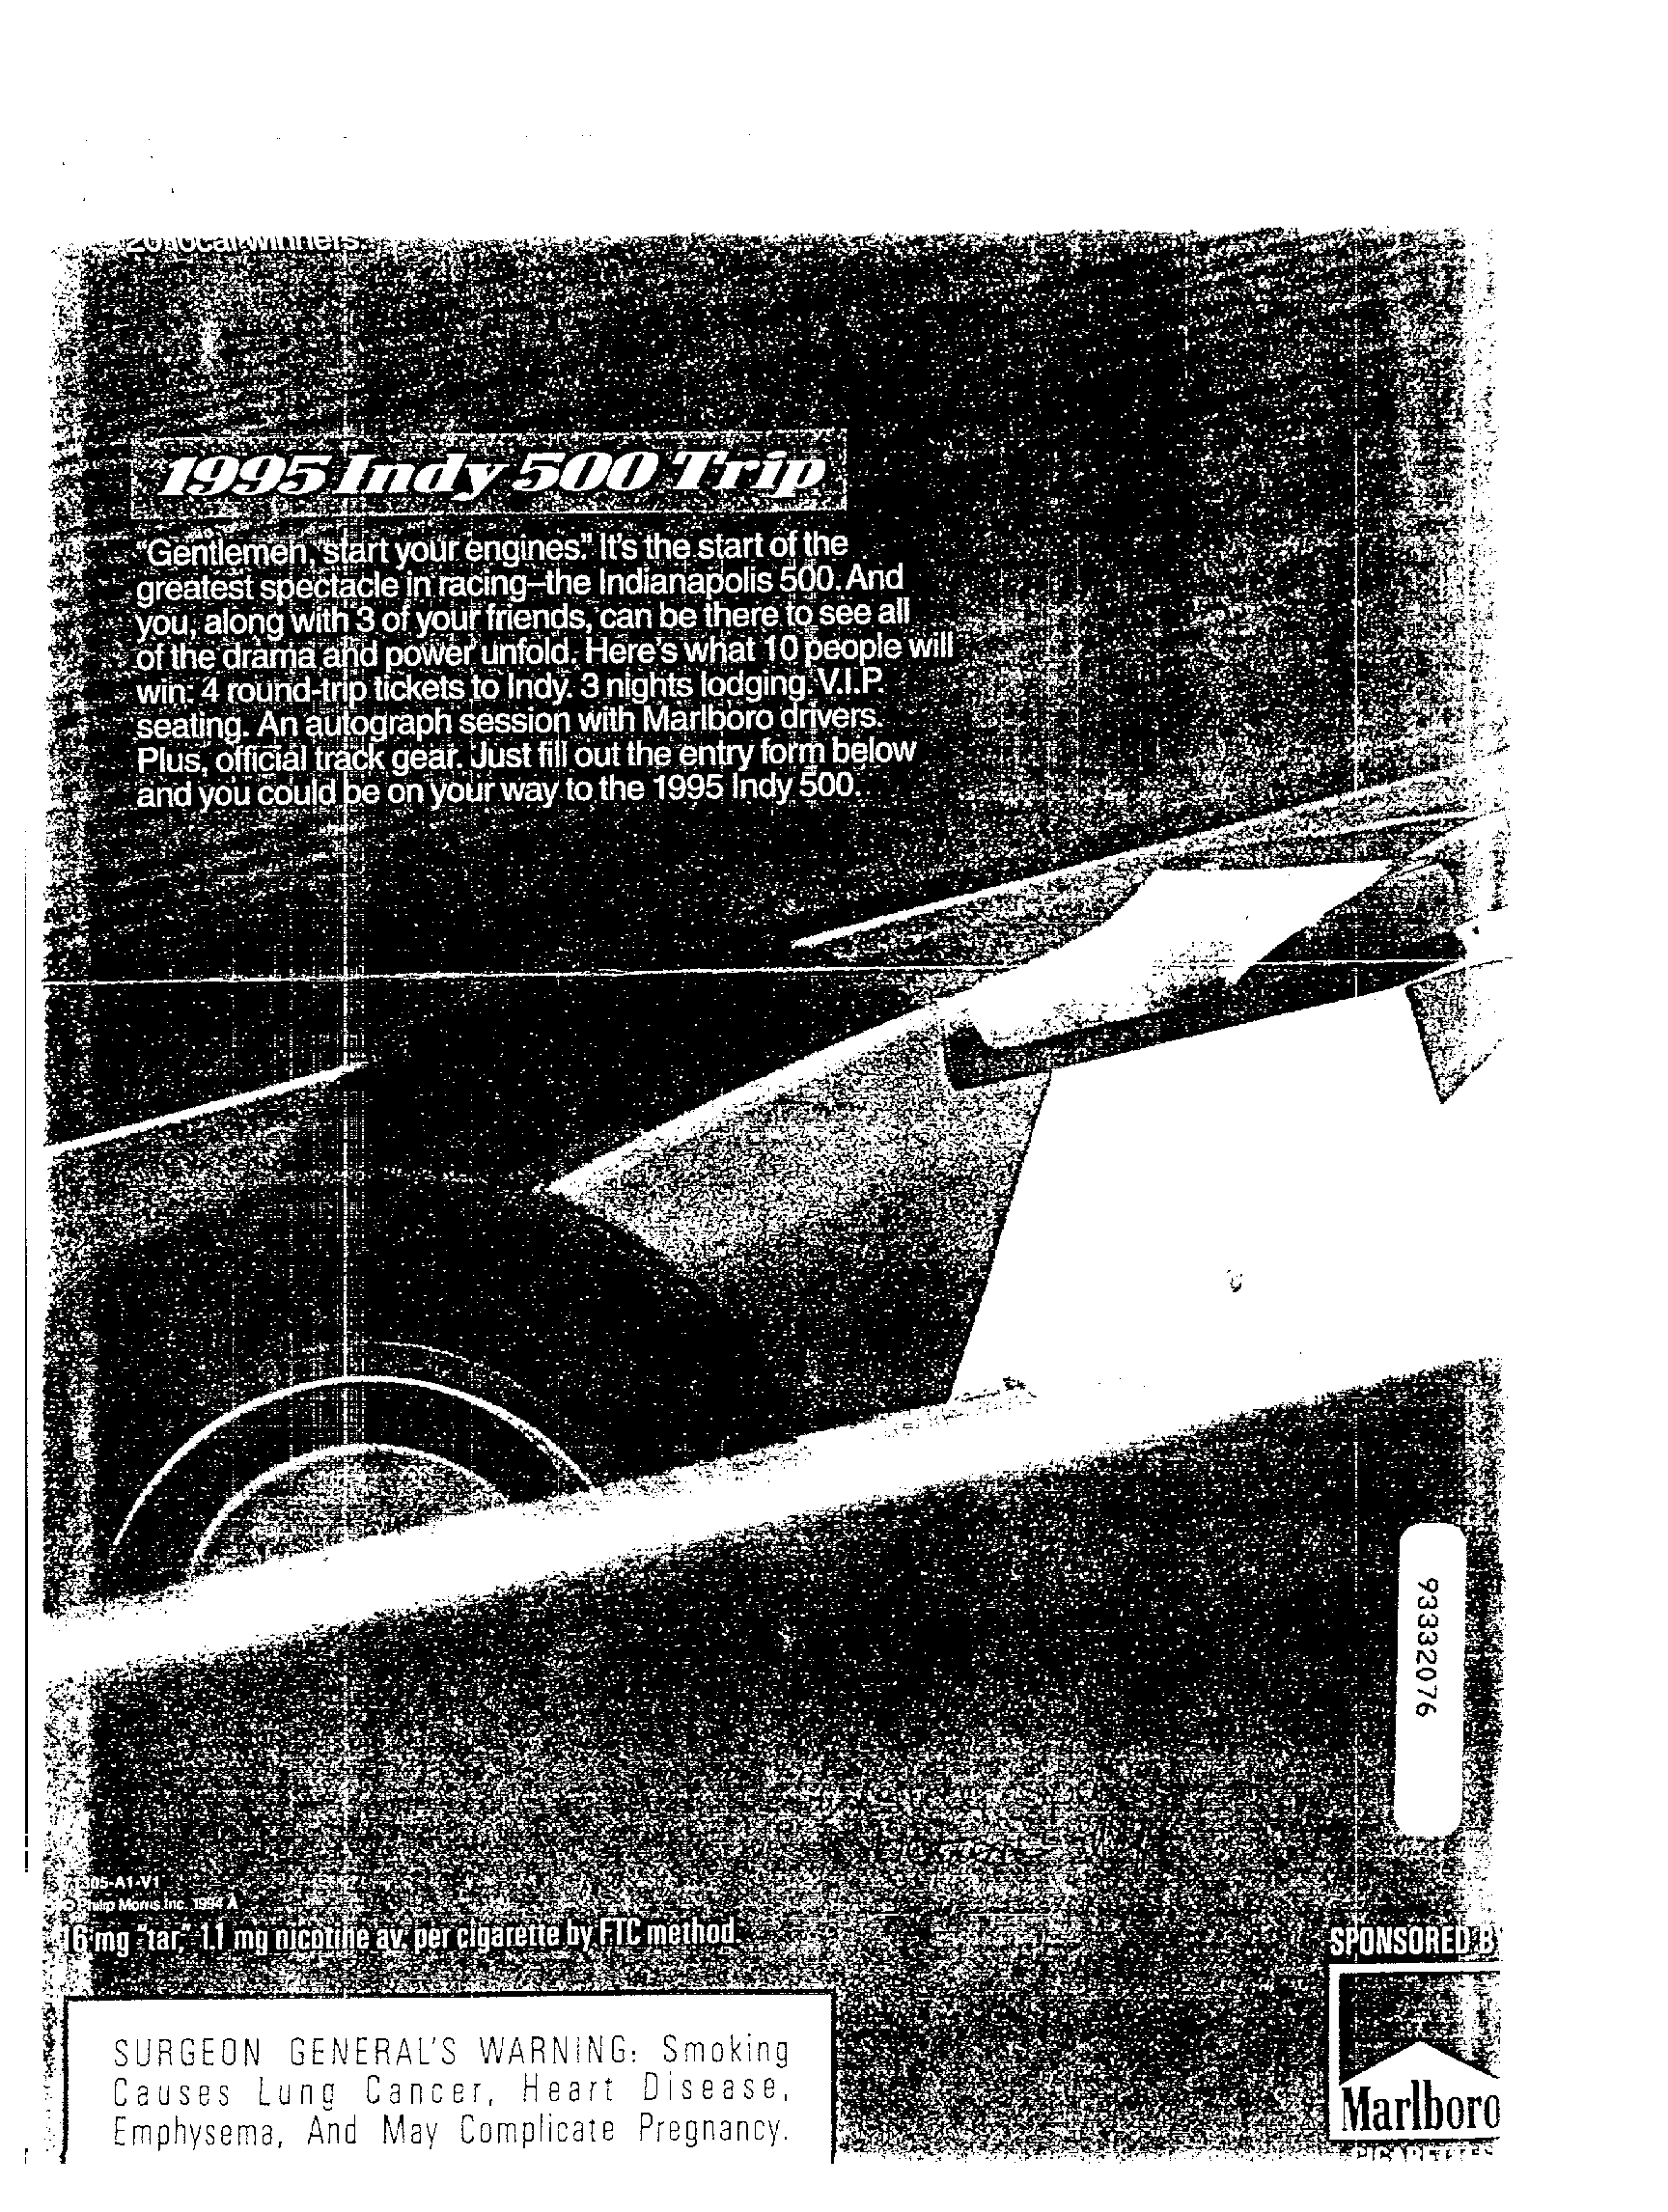 20 local winners.
1995 Indy 500 Trip
"Gentlemen, start your engines." It's the start of the
greatest spectacle in racing–the Indianapolis 500. And
you, along with 3 of your friends, can be there to see all
of the drama and power unfold. Here's what 10 people will
win: 4 round-trip tickets to Indy. 3 nights lodging. V.I.P.
seating. An autograph session with Marlboro drivers.
Plus, official track gear. Just fill out the entry form below
and you could be on your way to the 1995 Indy 500.
93332076
305-A1-V1
Philip Morris Inc. 1994 A
16 mg "tar," 1.1 mg nicotine av. per cigarette by FTC method.
SPONSORED B
Marlboro
CIGARETTES
SURGEON GENERAL'S WARNING: Smoking
Causes Lung Cancer, Heart Disease,
Emphysema, And May Complicate Pregnancy.